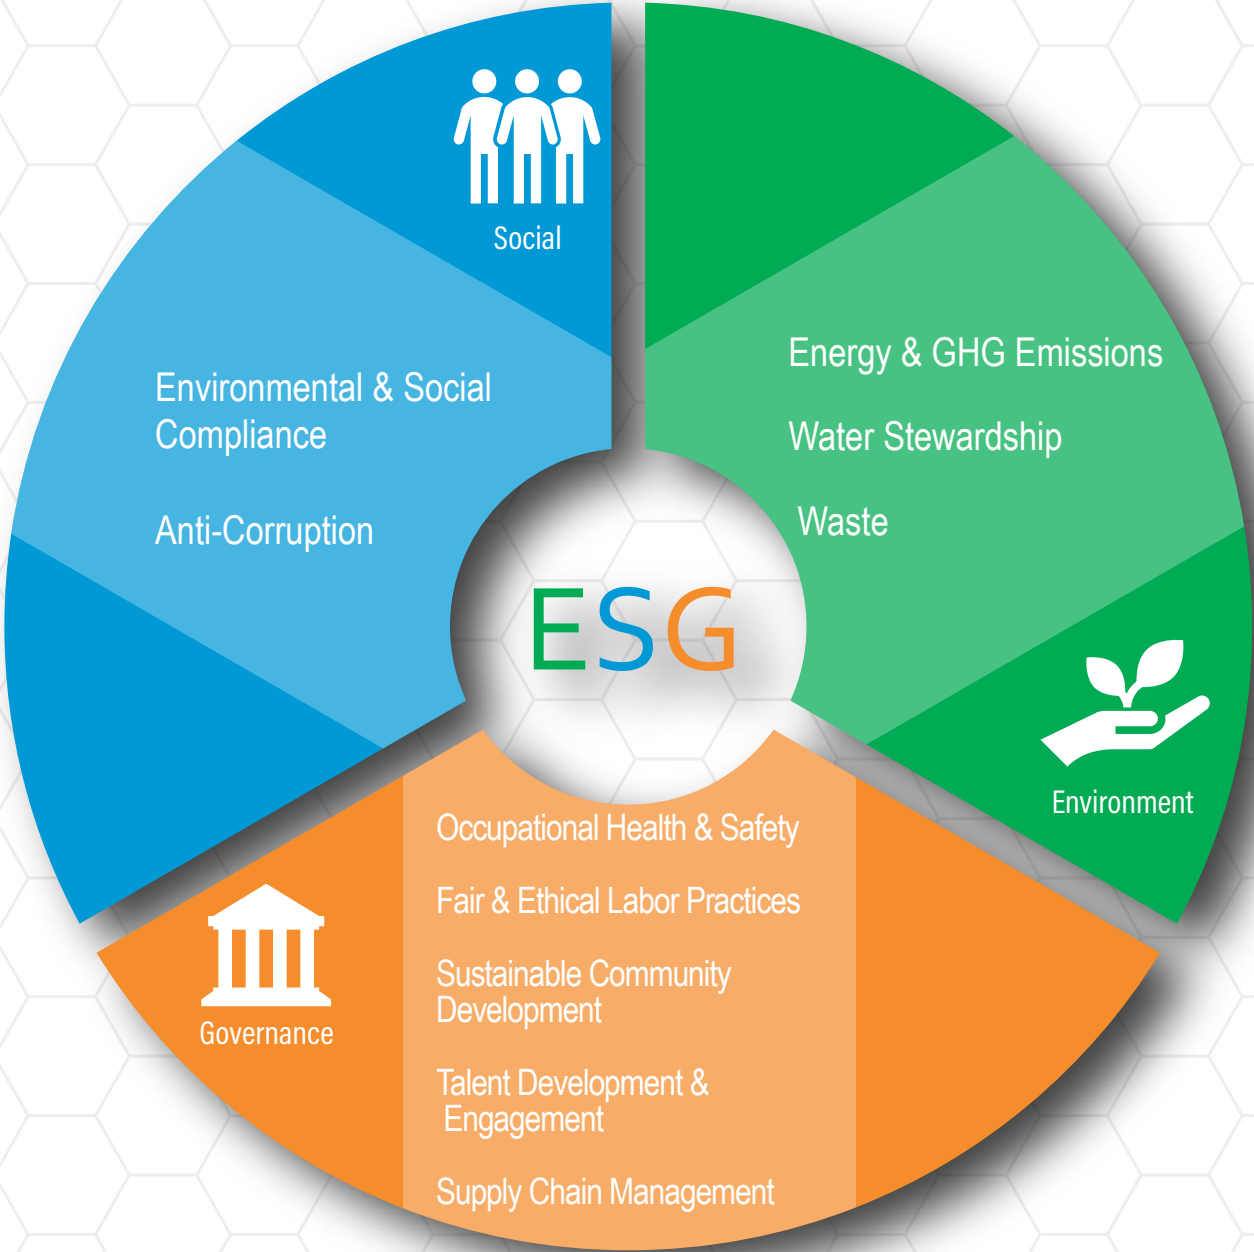 Social
Environmental & Social
Compliance
Anti-Corruption
Energy & GHG Emissions
Water Stewardship
Waste
Environment
ESG
Governance
Occupational Health & Safety
Fair & Ethical Labor Practices
Sustainable Community
Development
Talent Development &
Engagement
Supply Chain Management